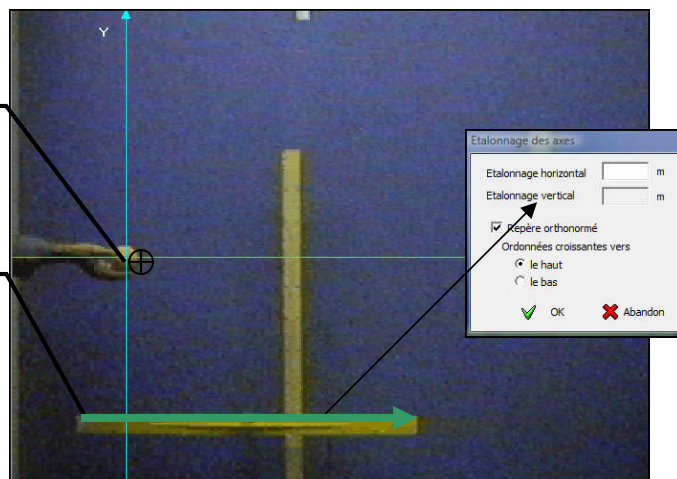 Y
Etalonnage des axes
Etalonnage horizontal m
Etalonnage vertical m
Repère orthonormé
Ordonnées croissantes vers
le haut
le bas
OK Abandon